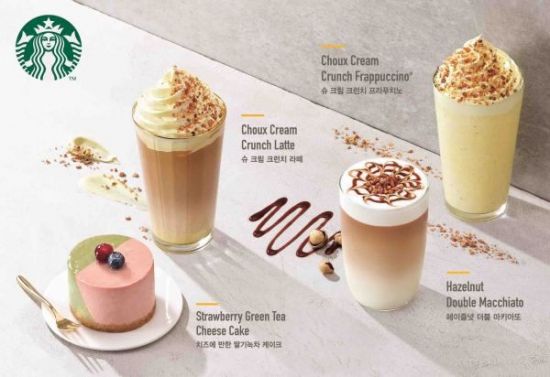 TM
Choux Cream
Crunch Frappuccino®
슈 크림 크런치 프라푸치노
Choux Cream
Crunch Latte
슈 크림 크런치 라떼
Hazelnut
Double Macchiato
헤이즐넛 더블 마키아또
Strawberry Green Tea
Cheese Cake
치즈에 반한 딸기녹차 케이크